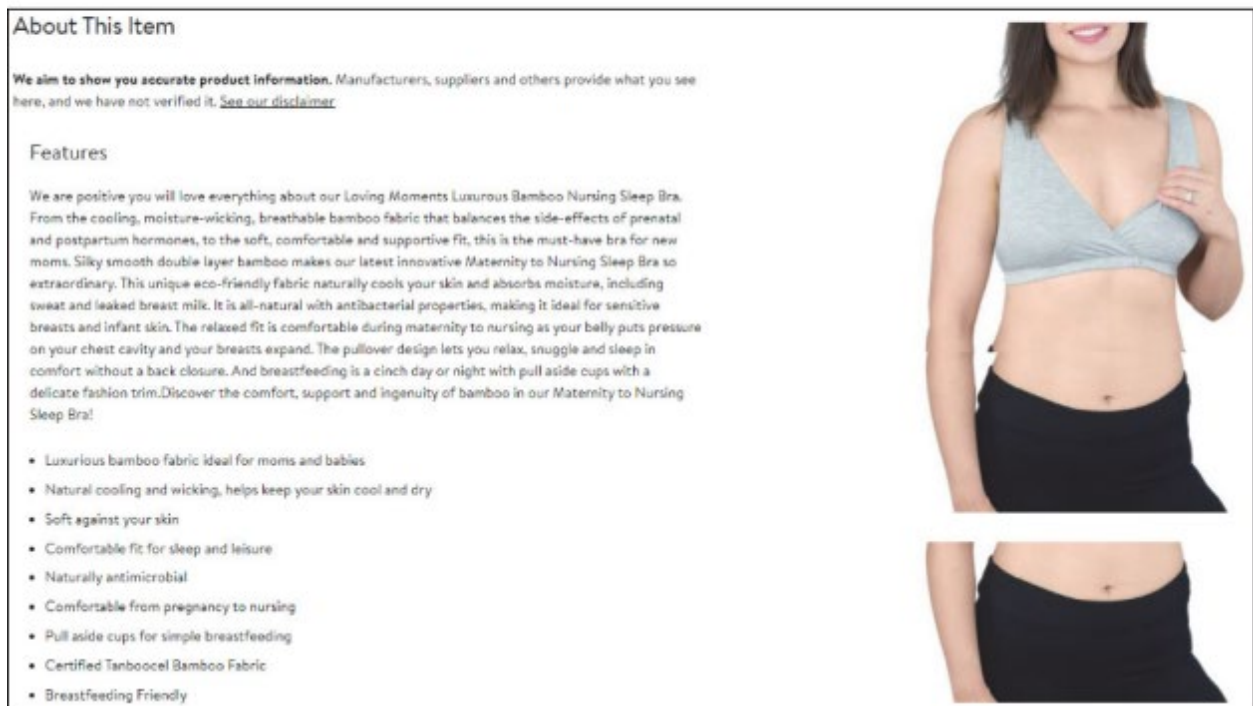 About This Item
We aim to show you accurate product information. Manufacturers, suppliers and others provide what you see
here, and we have not verified it. See our disclaimer
Features
We are positive you will love everything about our Loving Moments Luxurous Bamboo Nursing Sleep Bra.
From the cooling, moisture-wicking, breathable bamboo fabric that balances the side-effects of prenatal
and postpartum hormones, to the soft, comfortable and supportive fit, this is the must-have bra for new
moms. Silky smooth double layer bamboo makes our latest innovative Maternity to Nursing Sleep Bra so
extraordinary. This unique eco-friendly fabric naturally cools your skin and absorbs moisture, including
sweat and leaked breast milk. It is all-natural with antibacterial properties, making it ideal for sensitive
breasts and infant skin. The relaxed fit is comfortable during maternity to nursing as your belly puts pressure
on your chest cavity and your breasts expand. The pullover design lets you relax, snuggle and sleep in
comfort without a back closure. And breastfeeding is a cinch day or night with pull aside cups with a
delicate fashion trim.Discover the comfort, support and ingenuity of bamboo in our Maternity to Nursing
Sleep Bra!
• Luxurious bamboo fabric ideal for moms and babies
• Natural cooling and wicking, helps keep your skin cool and dry
• Soft against your skin
• Comfortable fit for sleep and leisure
• Naturally antimicrobial
• Comfortable from pregnancy to nursing
• Pull aside cups for simple breastfeeding
• Certified Tanboocel Bamboo Fabric
• Breastfeeding Friendly